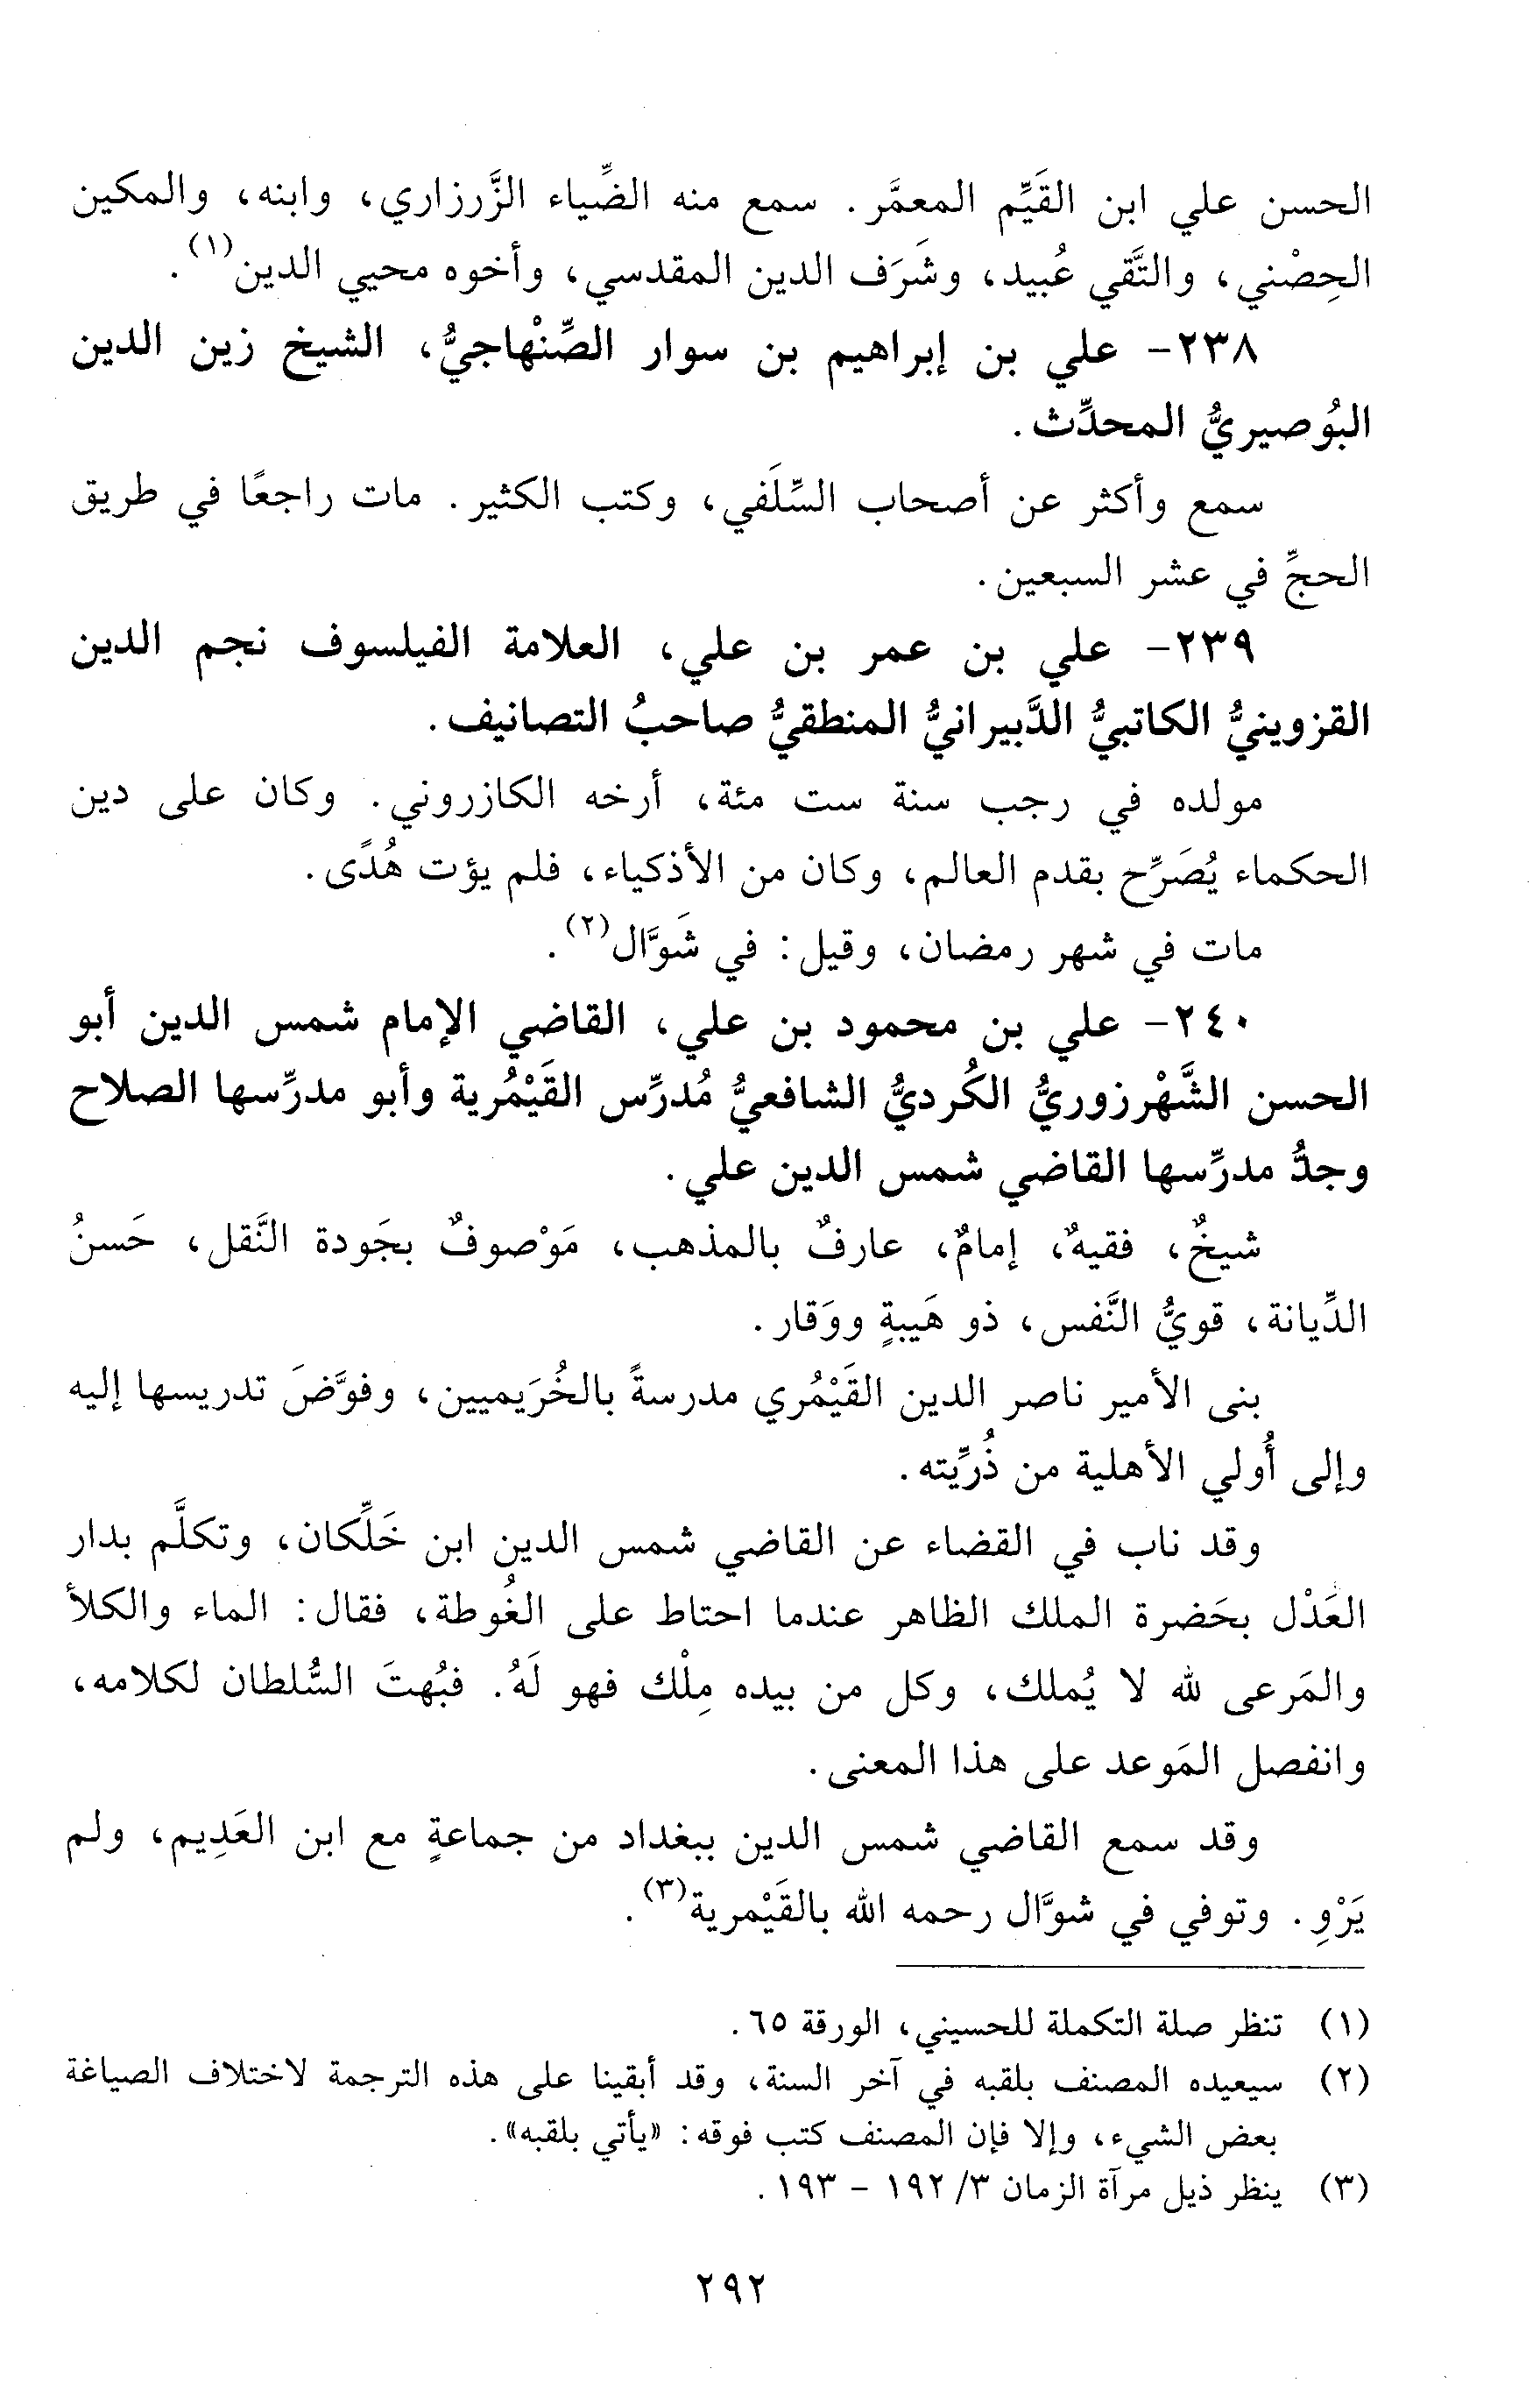 الحسن علي ابن القَيِّم المعمَّر. سمع منه الضِّياء الزَّرزاري، وابنه، والمكين
الحِصْني، والتَّقي عُبيد، وشَرَف الدين المقدسي، وأخوه محيي الدين(١).
٢٣٨- علي بن إبراهيم بن سوار الصِّنْهاجيُّ، الشيخ زين الدين
البُوصيريُّ المحدِّث.
سمع وأكثر عن أصحاب السِّلَفي، وكتب الكثير. مات راجعًا في طريق
الحجِّ في عشر السبعين.
٢٣٩- علي بن عمر بن علي، العلامة الفيلسوف نجم الدين
القزوينيُّ الكاتبيُّ الدَّبيرانيُّ المنطقيُّ صاحبُ التصانيف.
مولده في رجب سنة ست مئة، أرخه الكازروني. وكان على دين
الحكماء يُصَرِّح بقدم العالم، وكان من الأذكياء، فلم يؤت هُدًى.
مات في شهر رمضان، وقيل: في شَوَّال(٢).
٢٤٠- علي بن محمود بن علي، القاضي الإمام شمس الدين أبو
الحسن الشَّهْرزوريُّ الكُرديُّ الشافعيُّ مُدرِّس القَيْمُرية وأبو مدرِّسها الصلاح
وجدُّ مدرِّسها القاضي شمس الدين علي.
شيخٌ، فقيهٌ، إمامٌ، عارفٌ بالمذهب، مَوْصوفٌ بجَودة النَّقل، حَسنُ
الدِّيانة، قويُّ النَّفس، ذو هَيبةٍ ووَقار.
بنى الأمير ناصر الدين القَيْمُري مدرسةً بالخُرَيميين، وفوَّضَ تدريسها إليه
وإلى أُولي الأهلية من ذُرِّيته.
وقد ناب في القضاء عن القاضي شمس الدين ابن خَلِّكان، وتكلَّم بدار
العَدْل بحَضرة الملك الظاهر عندما احتاط على الغُوطة، فقال: الماء والكلأ
والمَرعى لله لا يُملك، وكل من بيده مِلْك فهو لَهُ. فبُهتَ السُّلطان لكلامه،
وانفصل المَوعد على هذا المعنى.
وقد سمع القاضي شمس الدين ببغداد من جماعةٍ مع ابن العَدِيم، ولم
يَرْوِ. وتوفي في شوَّال رحمه الله بالقَيْمرية(٣).
(١) تنظر صلة التكملة للحسيني، الورقة ٦٥.
(٢) سيعيده المصنف بلقبه في آخر السنة، وقد أبقينا على هذه الترجمة لاختلاف الصياغة
بعض الشيء، وإلا فإن المصنف كتب فوقه: «يأتي بلقبه».
(٣) ينظر ذيل مرآة الزمان ٣/ ١٩٢ - ١٩٣.
٢٩٢